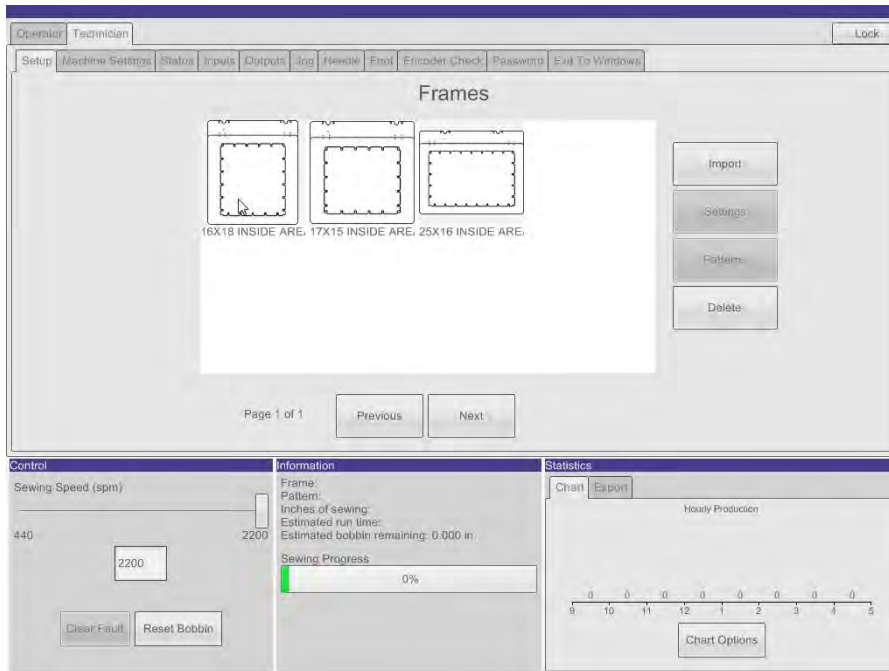 Operator Technician Lock
Setup Machine Settings Status Inputs Outputs Jog Needle Foot Encoder Check Password Exit To Windows
Frames
16X18 INSIDE ARE. 17X15 INSIDE ARE. 25X16 INSIDE ARE.
Import
Settings
Pattern
Delete
Page 1 of 1 Previous Next
Control
Sewing Speed (spm)
440 2200
2200
Clear Fault Reset Bobbin
Information
Frame:
Pattern:
Inches of sewing:
Estimated run time:
Estimated bobbin remaining: 0.000 in
Sewing Progress
0%
Statistics
Chart Export
Hourly Production
0 0 0 0 0 0 0 0
9 10 11 12 1 2 3 4 5
Chart Options